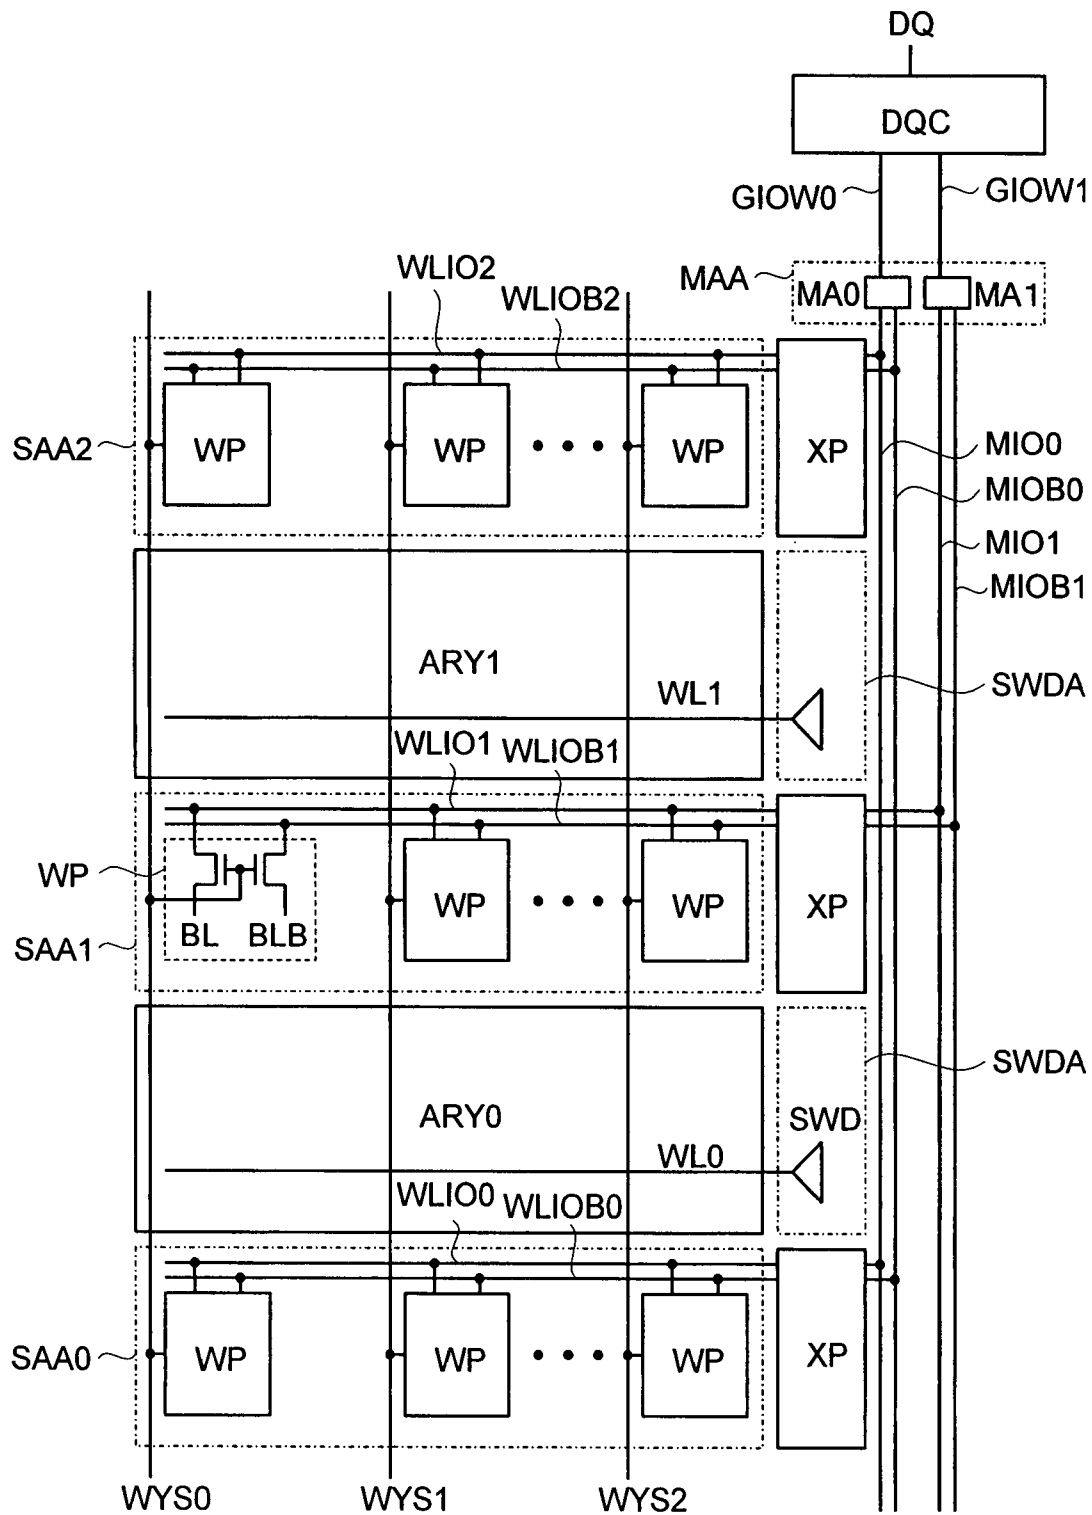 DQ
DQC
GIOW0
GIOW1
MAA
MA0
MA1
WLIO2
WLIOB2
SAA2
WP
WP
WP
XP
MIO0
MIOB0
MIO1
MIOB1
ARY1
WL1
SWDA
WLIO1
WLIOB1
WP
BL
BLB
WP
WP
XP
SAA1
SWDA
ARY0
SWD
WL0
WLIO0
WLIOB0
SAA0
WP
WP
WP
XP
WYS0
WYS1
WYS2